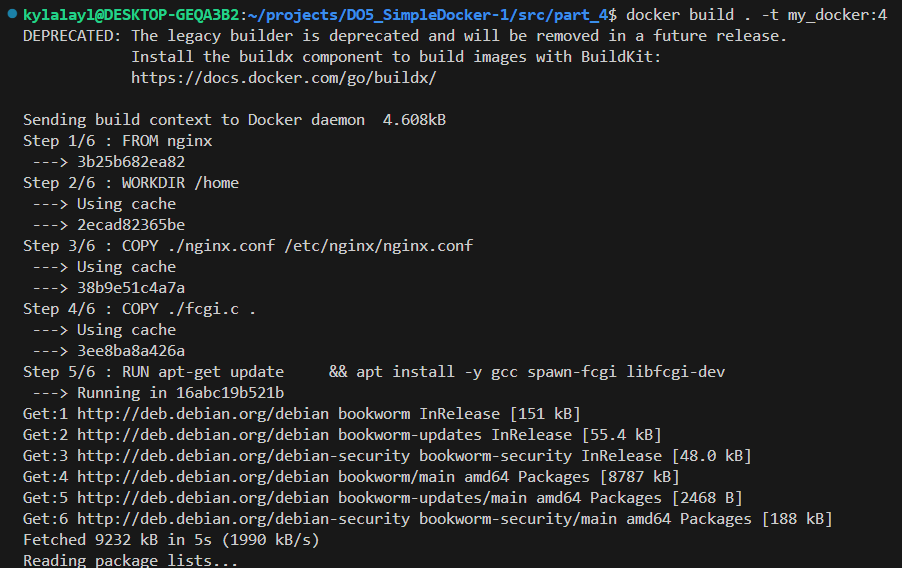 kylalayl@DESKTOP-GEQA3B2:~/projects/DO5_SimpleDocker-1/src/part_4$ docker build . -t my_docker:4
DEPRECATED: The legacy builder is deprecated and will be removed in a future release.
            Install the buildx component to build images with BuildKit:
            https://docs.docker.com/go/buildx/

Sending build context to Docker daemon  4.608kB
Step 1/6 : FROM nginx
 ---> 3b25b682ea82
Step 2/6 : WORKDIR /home
 ---> Using cache
 ---> 2ecad82365be
Step 3/6 : COPY ./nginx.conf /etc/nginx/nginx.conf
 ---> Using cache
 ---> 38b9e51c4a7a
Step 4/6 : COPY ./fcgi.c .
 ---> Using cache
 ---> 3ee8ba8a426a
Step 5/6 : RUN apt-get update     && apt install -y gcc spawn-fcgi libfcgi-dev
 ---> Running in 16abc19b521b
Get:1 http://deb.debian.org/debian bookworm InRelease [151 kB]
Get:2 http://deb.debian.org/debian bookworm-updates InRelease [55.4 kB]
Get:3 http://deb.debian.org/debian-security bookworm-security InRelease [48.0 kB]
Get:4 http://deb.debian.org/debian bookworm/main amd64 Packages [8787 kB]
Get:5 http://deb.debian.org/debian bookworm-updates/main amd64 Packages [2468 B]
Get:6 http://deb.debian.org/debian-security bookworm-security/main amd64 Packages [188 kB]
Fetched 9232 kB in 5s (1990 kB/s)
Reading package lists...